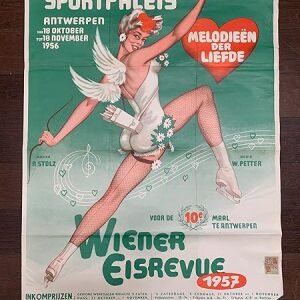 SPORTPALEIS
ANTWERPEN
VAN 18 OKTOBER
TOT 18 NOVEMBER
1956
MELODIEËN
DER
LIEFDE
R. STOLZ
REGIE
W. PETTER
VOOR DE 10e MAAL
TE ANTWERPEN
WIENER
EISREVUE
1957
INKOMPRIJZEN